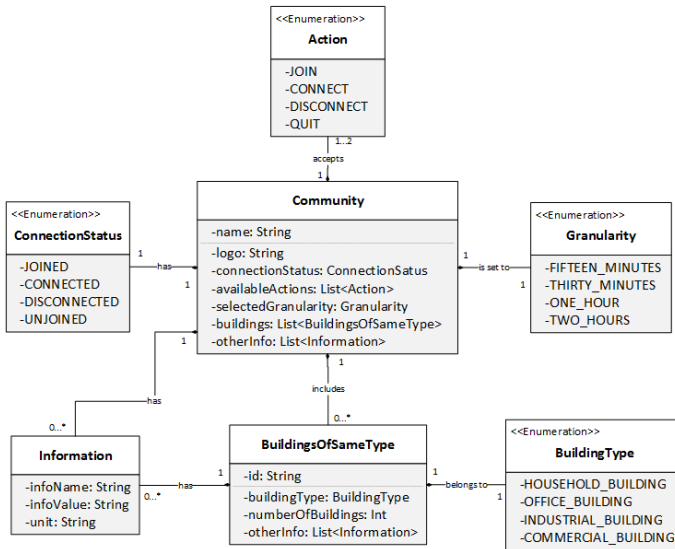 <<Enumeration>>
Action
-JOIN
-CONNECT
-DISCONNECT
-QUIT
1...2
accepts
1
<<Enumeration>>
ConnectionStatus
-JOINED
-CONNECTED
-DISCONNECTED
-UNJOINED
1
has
1
Community
-name: String
-logo: String
-connectionStatus: ConnectionSatus
-availableActions: List<Action>
-selectedGranularity: Granularity
-buildings: List<BuildingsOfSameType>
-otherInfo: List<Information>
1
is set to
1
<<Enumeration>>
Granularity
-FIFTEEN_MINUTES
-THIRTY_MINUTES
-ONE_HOUR
-TWO_HOURS
1
has
0...*
1
includes
0...*
Information
-infoName: String
-infoValue: String
-unit: String
1
has
0...*
BuildingsOfSameType
-id: String
-buildingType: BuildingType
-numberOfBuildings: Int
-otherInfo: List<Information>
1
belongs to
1
<<Enumeration>>
BuildingType
-HOUSEHOLD_BUILDING
-OFFICE_BUILDING
-INDUSTRIAL_BUILDING
-COMMERCIAL_BUILDING